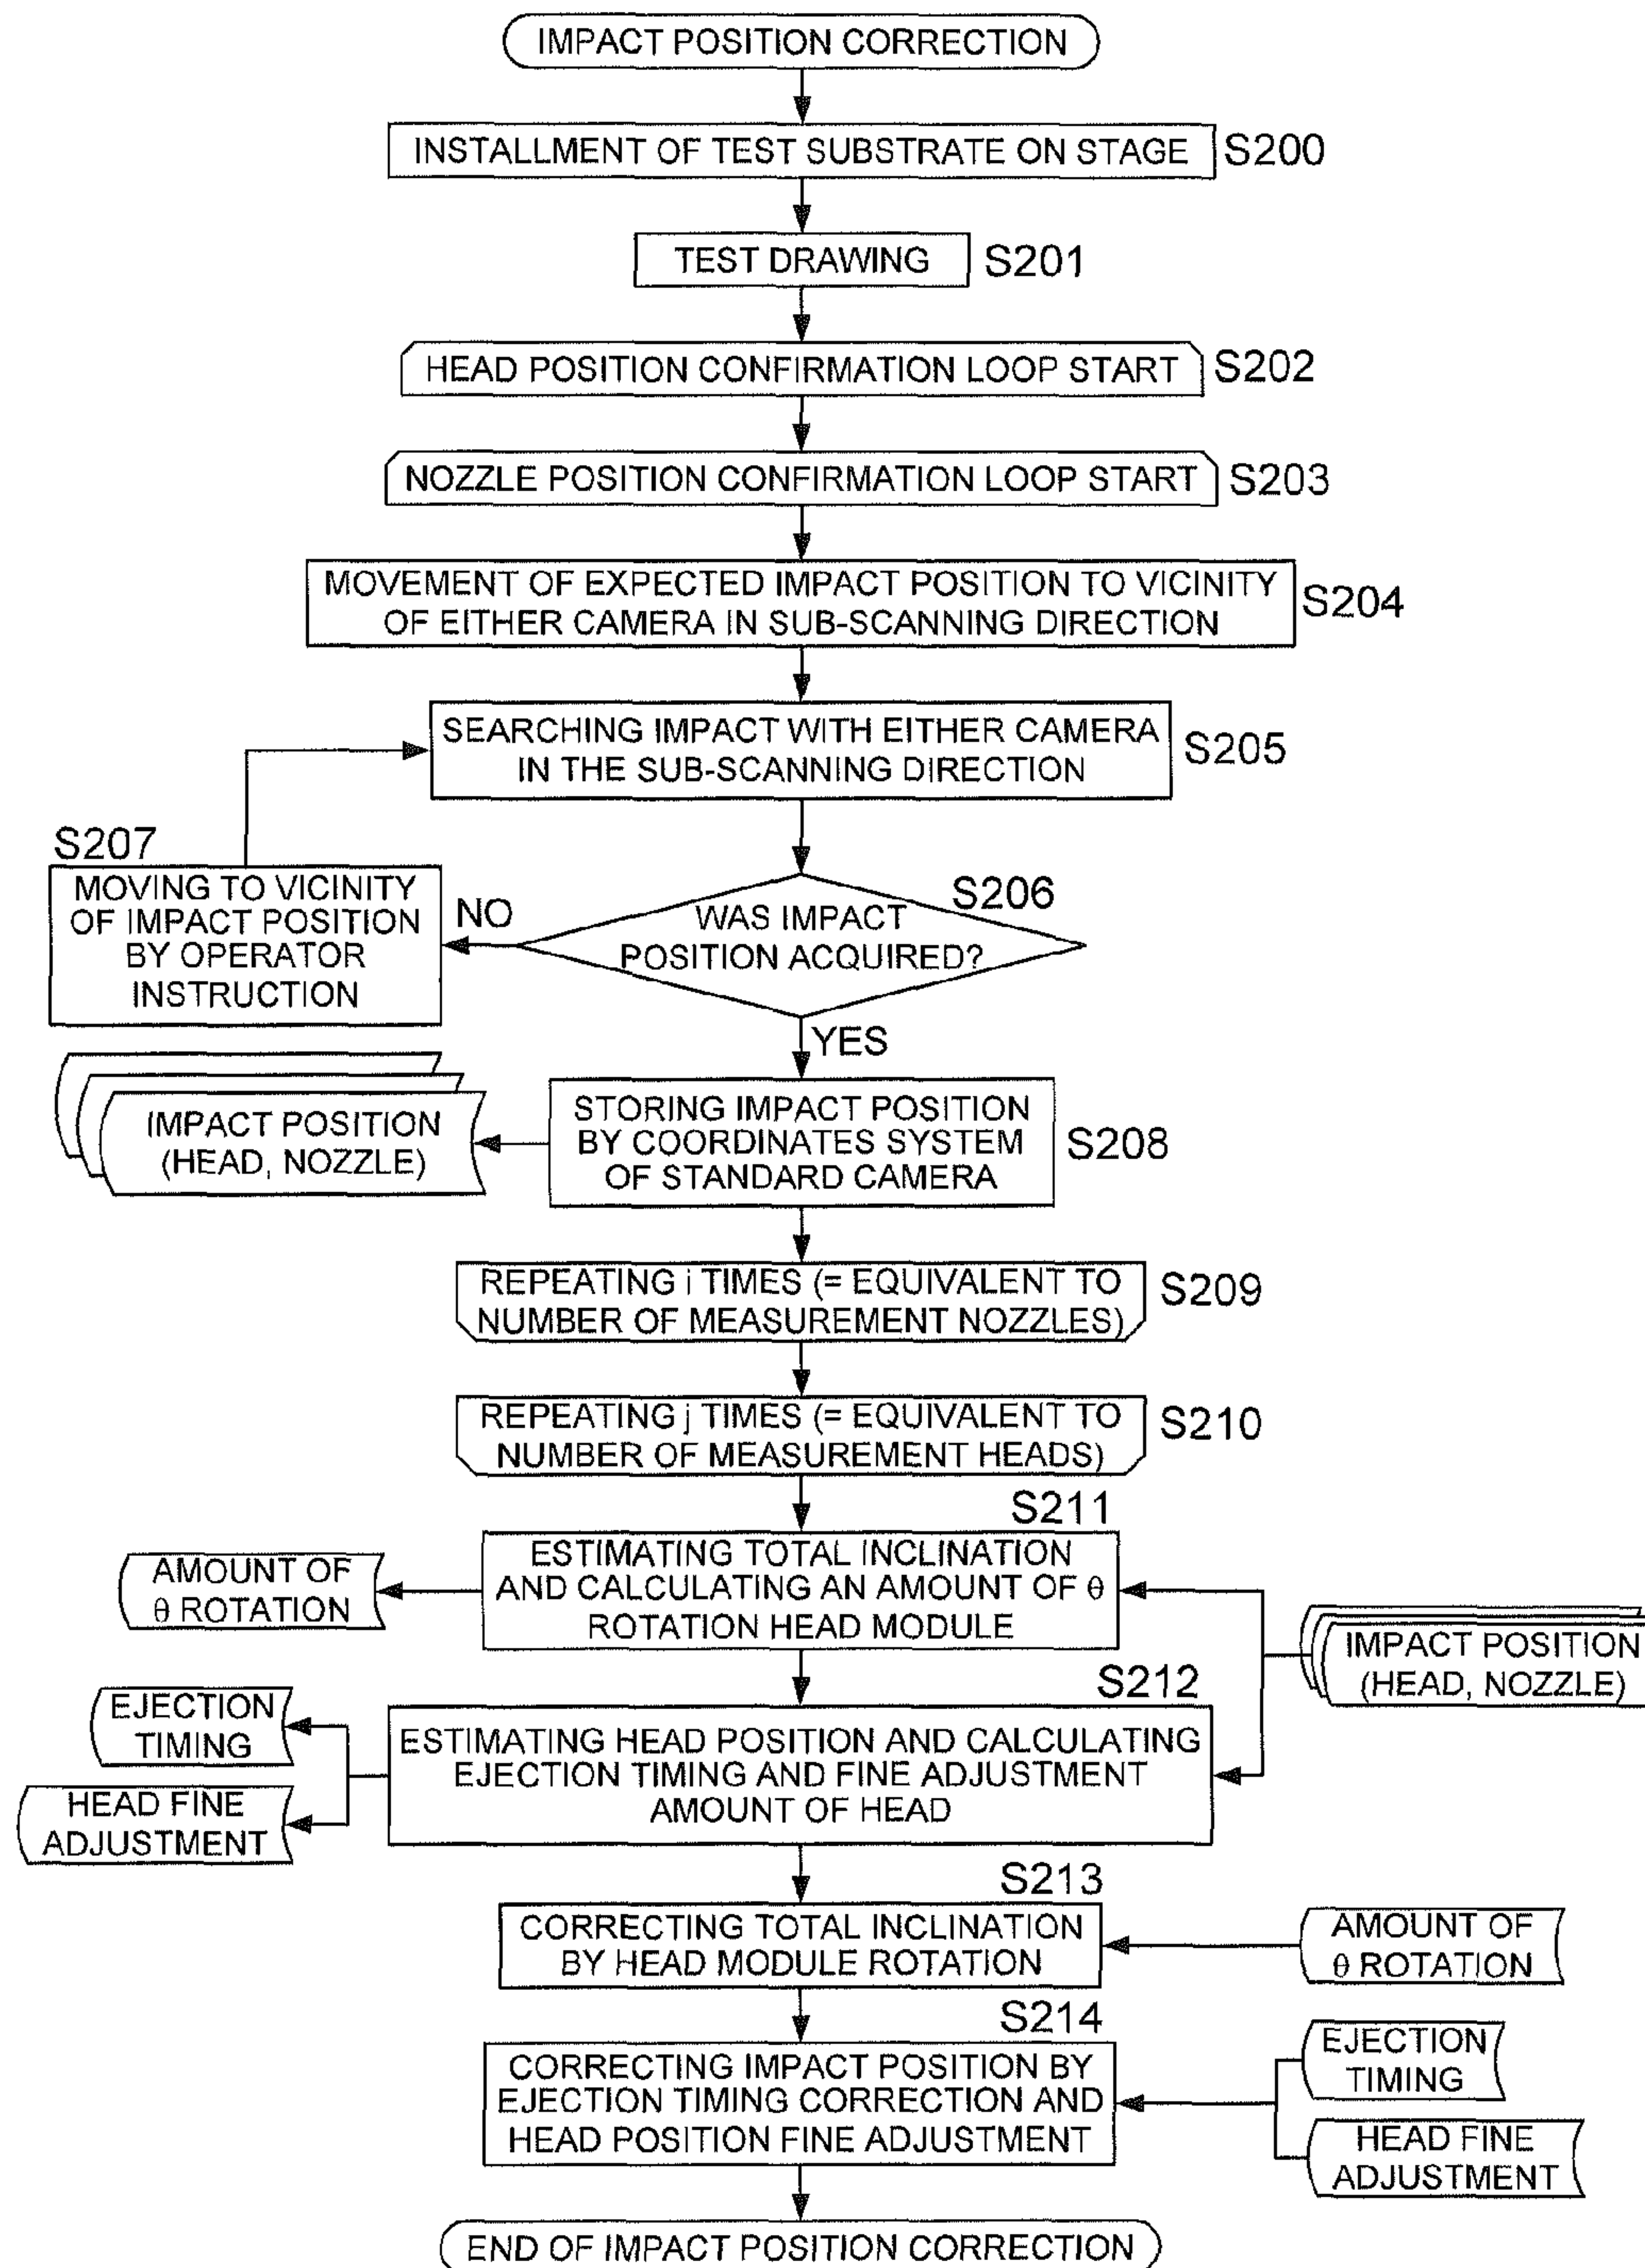 IMPACT POSITION CORRECTION
INSTALLMENT OF TEST SUBSTRATE ON STAGE
S200
TEST DRAWING
S201
HEAD POSITION CONFIRMATION LOOP START
S202
NOZZLE POSITION CONFIRMATION LOOP START
S203
MOVEMENT OF EXPECTED IMPACT POSITION TO VICINITY
OF EITHER CAMERA IN SUB-SCANNING DIRECTION
S204
SEARCHING IMPACT WITH EITHER CAMERA
IN THE SUB-SCANNING DIRECTION
S205
S207
MOVING TO VICINITY
OF IMPACT POSITION
BY OPERATOR
INSTRUCTION
NO
S206
WAS IMPACT
POSITION ACQUIRED?
YES
IMPACT POSITION
(HEAD, NOZZLE)
STORING IMPACT POSITION
BY COORDINATES SYSTEM
OF STANDARD CAMERA
S208
REPEATING i TIMES (= EQUIVALENT TO
NUMBER OF MEASUREMENT NOZZLES)
S209
REPEATING j TIMES (= EQUIVALENT TO
NUMBER OF MEASUREMENT HEADS)
S210
S211
AMOUNT OF
θ ROTATION
ESTIMATING TOTAL INCLINATION
AND CALCULATING AN AMOUNT OF θ
ROTATION HEAD MODULE
IMPACT POSITION
(HEAD, NOZZLE)
S212
EJECTION
TIMING
HEAD FINE
ADJUSTMENT
ESTIMATING HEAD POSITION AND CALCULATING
EJECTION TIMING AND FINE ADJUSTMENT
AMOUNT OF HEAD
S213
CORRECTING TOTAL INCLINATION
BY HEAD MODULE ROTATION
AMOUNT OF
θ ROTATION
S214
CORRECTING IMPACT POSITION BY
EJECTION TIMING CORRECTION AND
HEAD POSITION FINE ADJUSTMENT
EJECTION
TIMING
HEAD FINE
ADJUSTMENT
END OF IMPACT POSITION CORRECTION